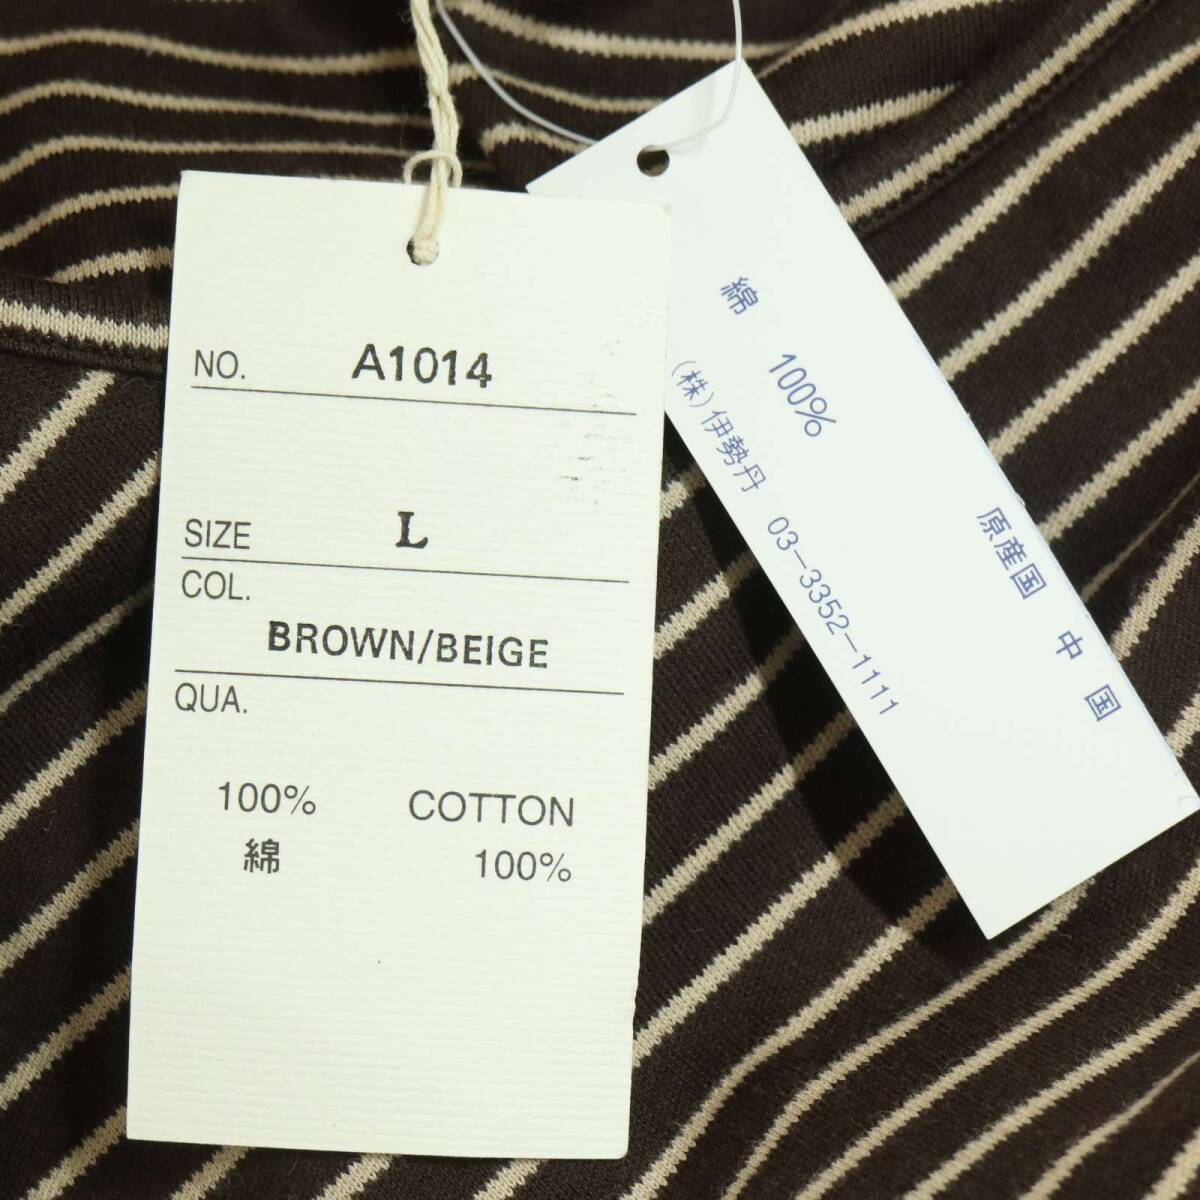 NO. A1014
SIZE L
COL.
BROWN/BEIGE
QUA.
100% COTTON
綿 100%
綿 100%
(株)伊勢丹 03-3352-1111
原産国 中国